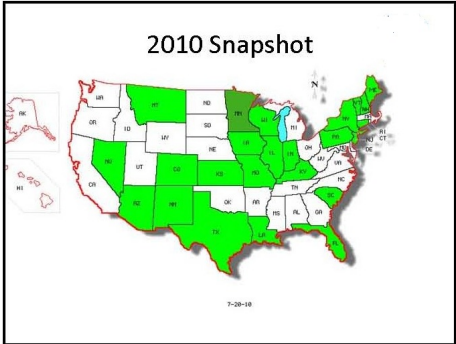 2010 Snapshot
N
WA
MT
ND
MN
ME
AK
OR
ID
SD
WI
MI
VT
NH
WY
NY
NE
IA
PA
RI
CT
NJ
DE
HI
NV
UT
CO
KS
MO
IL
IN
OH
WV
VA
KY
CA
AZ
NM
OK
AR
TN
NC
SC
TX
LA
MS
AL
GA
FL
7-20-10